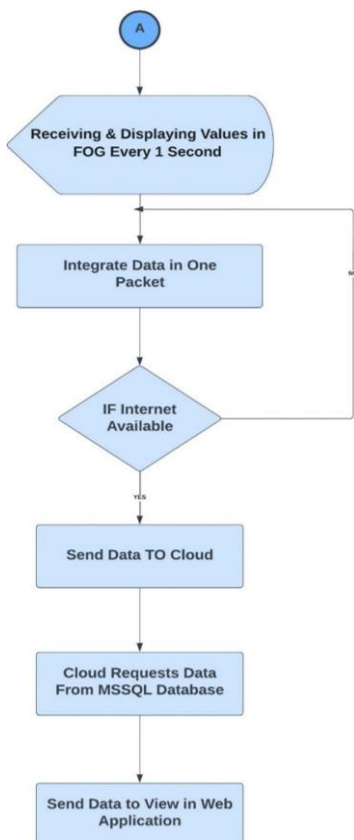 A
Receiving & Displaying Values in
FOG Every 1 Second
Integrate Data in One
Packet
IF Internet
Available
YES
Send Data TO Cloud
Cloud Requests Data
From MSSQL Database
Send Data to View in Web
Application